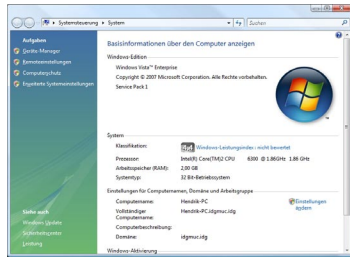 Systemsteuerung ▸ System
Suchen
Aufgaben
Geräte-Manager
Remoteeinstellungen
Computerschutz
Erweiterte Systemeinstellungen
Siehe auch
Windows Update
Sicherheitscenter
Leistung
Basisinformationen über den Computer anzeigen
Windows-Edition
Windows Vista™ Enterprise
Copyright © 2007 Microsoft Corporation. Alle Rechte vorbehalten.
Service Pack 1
System
Klassifikation: Windows-Leistungsindex: nicht bewertet
Prozessor: Intel(R) Core(TM)2 CPU 6300 @ 1.86GHz 1.86 GHz
Arbeitsspeicher (RAM): 2,00 GB
Systemtyp: 32 Bit-Betriebssystem
Einstellungen für Computernamen, Domäne und Arbeitsgruppe
Computername: Hendrik-PC
Einstellungen
ändern
Vollständiger Hendrik-PC.idgmuc.idg
Computername:
Computerbeschreibung:
Domäne: idgmuc.idg
Windows-Aktivierung